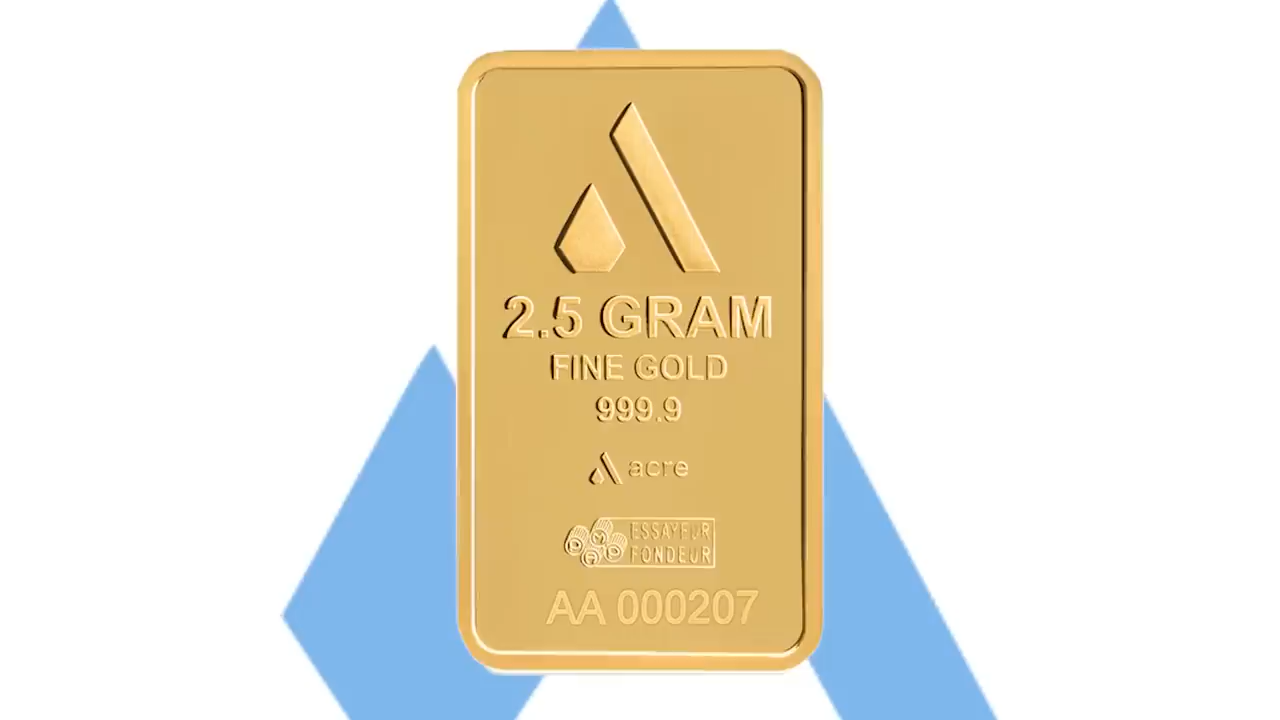 2.5 GRAM
FINE GOLD
999.9
acre
ESSAYEUR
FONDEUR
AA 000207